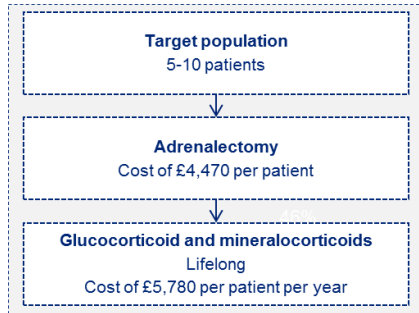 Target population
5-10 patients
Adrenalectomy
Cost of £4,470 per patient
Glucocorticoid and mineralocorticoids
Lifelong
Cost of £5,780 per patient per year